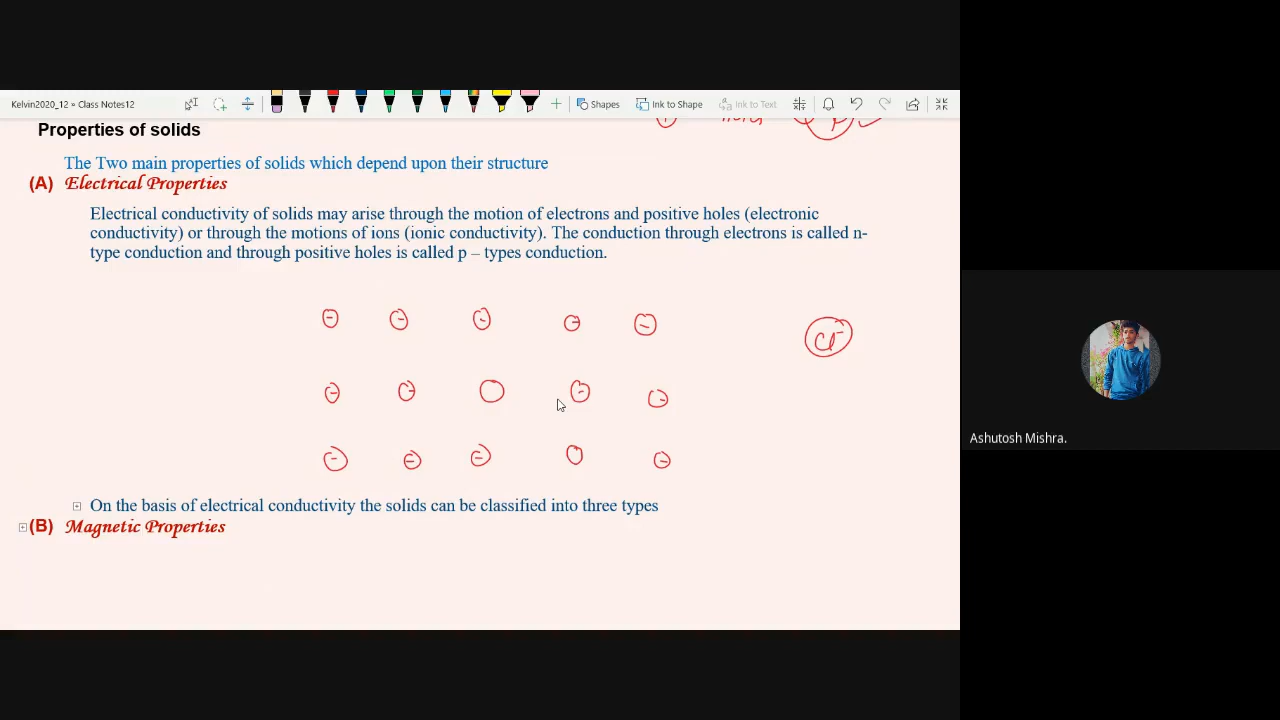 Kelvin2020_12 » Class Notes12
Shapes
Ink to Shape
Ink to Text
Properties of solids
The Two main properties of solids which depend upon their structure
(A) Electrical Properties
Electrical conductivity of solids may arise through the motion of electrons and positive holes (electronic
conductivity) or through the motions of ions (ionic conductivity). The conduction through electrons is called n-
type conduction and through positive holes is called p – types conduction.
Cl⁻
On the basis of electrical conductivity the solids can be classified into three types
(B) Magnetic Properties
Ashutosh Mishra.